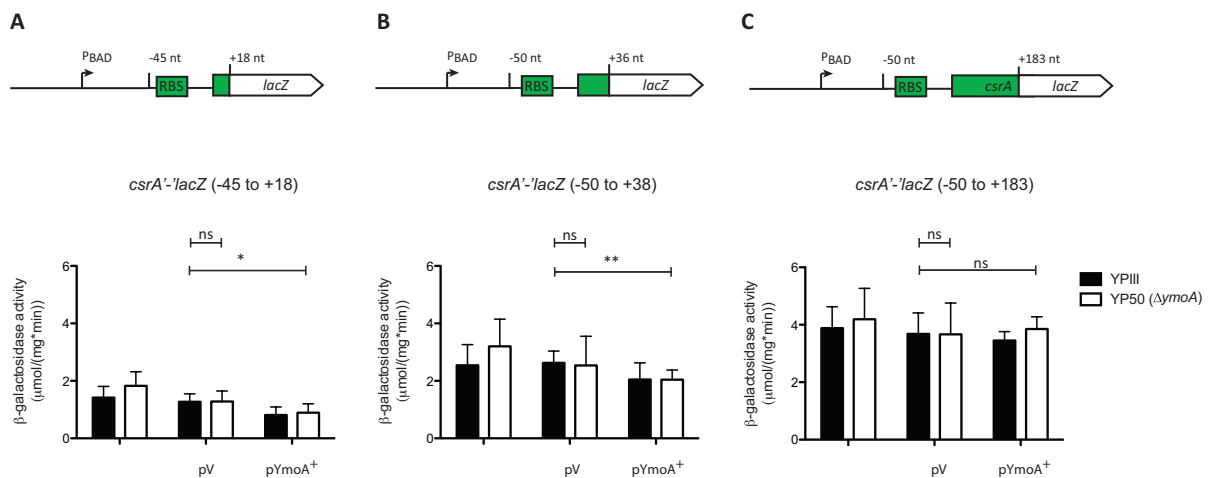 A
PBAD
-45 nt
+18 nt
RBS
lacZ
csrA'-'lacZ (-45 to +18)
ns
*
6
4
2
0
β-galactosidase activity
(μmol/(mg*min))
pV
pYmoA+
B
PBAD
-50 nt
+36 nt
RBS
lacZ
csrA'-'lacZ (-50 to +38)
ns
**
6
4
2
0
β-galactosidase activity
(μmol/(mg*min))
pV
pYmoA+
C
PBAD
-50 nt
+183 nt
RBS
csrA
lacZ
csrA'-'lacZ (-50 to +183)
ns
ns
6
4
2
0
β-galactosidase activity
(μmol/(mg*min))
pV
pYmoA+
YPIII
YP50 (ΔymoA)